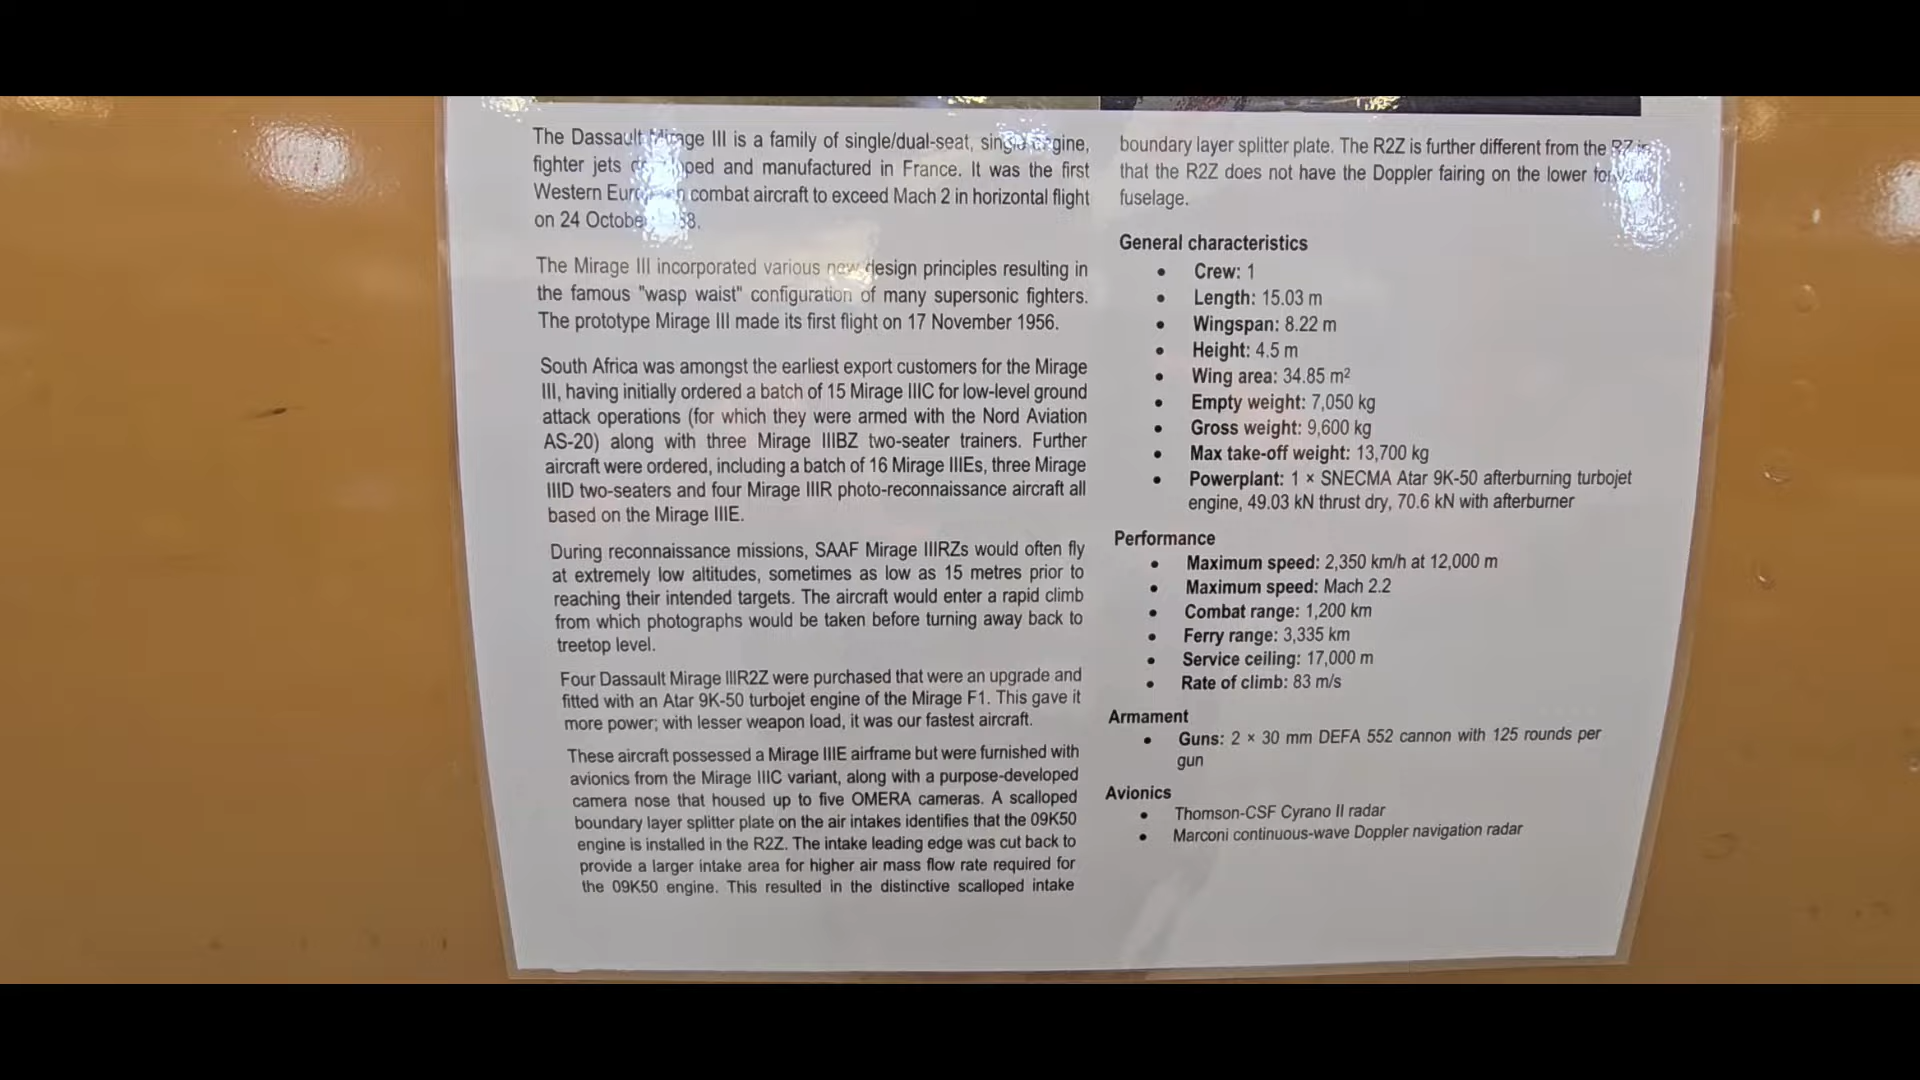 The Dassault Mirage III is a family of single/dual-seat, single engine,
fighter jets developed and manufactured in France. It was the first
Western European combat aircraft to exceed Mach 2 in horizontal flight
on 24 October
The Mirage III incorporated various new design principles resulting in
the famous "wasp waist" configuration of many supersonic fighters.
The prototype Mirage III made its first flight on 17 November 1956.
South Africa was amongst the earliest export customers for the Mirage
III, having initially ordered a batch of 15 Mirage IIIC for low-level ground
attack operations (for which they were armed with the Nord Aviation
AS-20) along with three Mirage IIIBZ two-seater trainers. Further
aircraft were ordered, including a batch of 16 Mirage IIIEs, three Mirage
IIID two-seaters and four Mirage IIIR photo-reconnaissance aircraft all
based on the Mirage IIIE.
During reconnaissance missions, SAAF Mirage IIIRZs would often fly
at extremely low altitudes, sometimes as low as 15 metres prior to
reaching their intended targets. The aircraft would enter a rapid climb
from which photographs would be taken before turning away back to
treetop level.
Four Dassault Mirage IIIR2Z were purchased that were an upgrade and
fitted with an Atar 9K-50 turbojet engine of the Mirage F1. This gave it
more power; with lesser weapon load, it was our fastest aircraft.
These aircraft possessed a Mirage IIIE airframe but were furnished with
avionics from the Mirage IIIC variant, along with a purpose-developed
camera nose that housed up to five OMERA cameras. A scalloped
boundary layer splitter plate on the air intakes identifies that the 09K50
engine is installed in the R2Z. The intake leading edge was cut back to
provide a larger intake area for higher air mass flow rate required for
the 09K50 engine. This resulted in the distinctive scalloped intake
boundary layer splitter plate. The R2Z is further different from the RZ in
that the R2Z does not have the Doppler fairing on the lower forward
fuselage.
General characteristics
• Crew: 1
• Length: 15.03 m
• Wingspan: 8.22 m
• Height: 4.5 m
• Wing area: 34.85 m²
• Empty weight: 7,050 kg
• Gross weight: 9,600 kg
• Max take-off weight: 13,700 kg
• Powerplant: 1 × SNECMA Atar 9K-50 afterburning turbojet
engine, 49.03 kN thrust dry, 70.6 kN with afterburner
Performance
• Maximum speed: 2,350 km/h at 12,000 m
• Maximum speed: Mach 2.2
• Combat range: 1,200 km
• Ferry range: 3,335 km
• Service ceiling: 17,000 m
• Rate of climb: 83 m/s
Armament
• Guns: 2 × 30 mm DEFA 552 cannon with 125 rounds per
gun
Avionics
• Thomson-CSF Cyrano II radar
• Marconi continuous-wave Doppler navigation radar